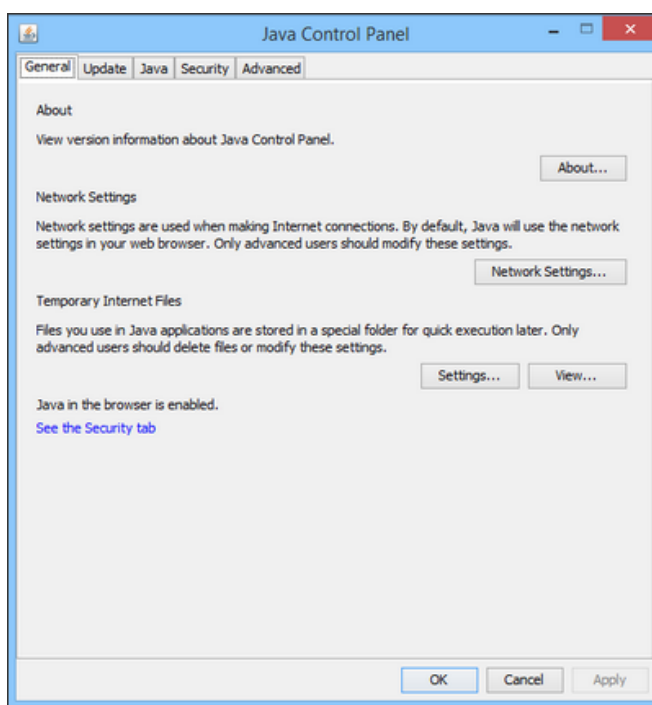 Java Control Panel
General Update Java Security Advanced
About
View version information about Java Control Panel.
About...
Network Settings
Network settings are used when making Internet connections. By default, Java will use the network
settings in your web browser. Only advanced users should modify these settings.
Network Settings...
Temporary Internet Files
Files you use in Java applications are stored in a special folder for quick execution later. Only
advanced users should delete files or modify these settings.
Settings... View...
Java in the browser is enabled.
See the Security tab
OK Cancel Apply